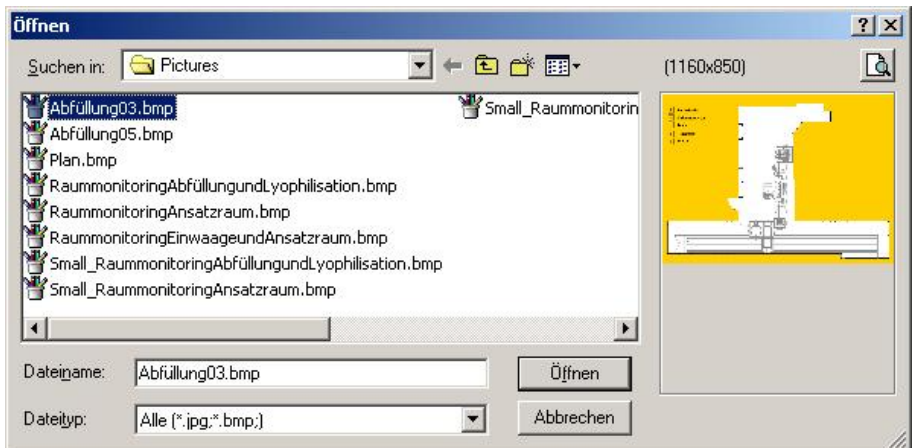 Öffnen
Suchen in: Pictures
(1160x850)
Abfüllung03.bmp
Abfüllung05.bmp
Plan.bmp
RaummonitoringAbfüllungundLyophilisation.bmp
RaummonitoringAnsatzraum.bmp
RaummonitoringEinwaageundAnsatzraum.bmp
Small_RaummonitoringAbfüllungundLyophilisation.bmp
Small_RaummonitoringAnsatzraum.bmp
Small_Raummonitorin
Dateiname: Abfüllung03.bmp
Öffnen
Dateityp: Alle (*.jpg;*.bmp;)
Abbrechen